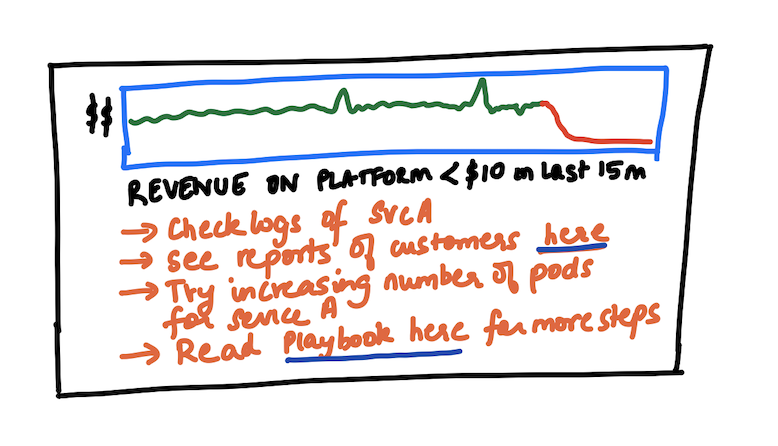 $$
REVENUE ON PLATFORM < $10 in Last 15m
→ Check logs of svc A
→ see reports of customers here
→ Try increasing number of pods
for service A
→ Read Playbook here for more steps